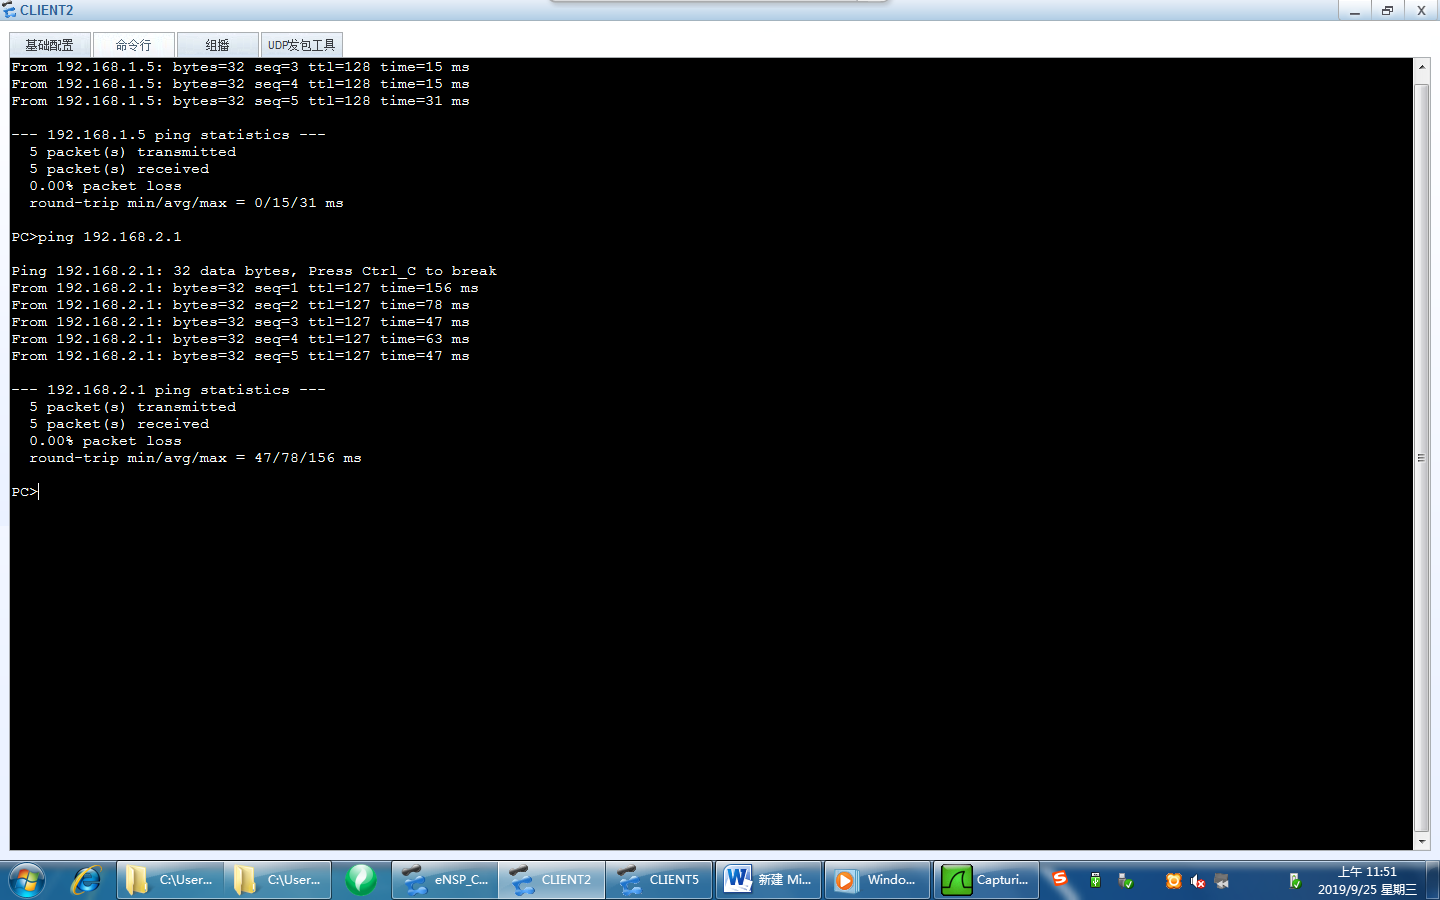 CLIENT2
基础配置 命令行 组播 UDP发包工具
From 192.168.1.5: bytes=32 seq=3 ttl=128 time=15 ms
From 192.168.1.5: bytes=32 seq=4 ttl=128 time=15 ms
From 192.168.1.5: bytes=32 seq=5 ttl=128 time=31 ms
--- 192.168.1.5 ping statistics ---
5 packet(s) transmitted
5 packet(s) received
0.00% packet loss
round-trip min/avg/max = 0/15/31 ms
PC>ping 192.168.2.1
Ping 192.168.2.1: 32 data bytes, Press Ctrl_C to break
From 192.168.2.1: bytes=32 seq=1 ttl=127 time=156 ms
From 192.168.2.1: bytes=32 seq=2 ttl=127 time=78 ms
From 192.168.2.1: bytes=32 seq=3 ttl=127 time=47 ms
From 192.168.2.1: bytes=32 seq=4 ttl=127 time=63 ms
From 192.168.2.1: bytes=32 seq=5 ttl=127 time=47 ms
--- 192.168.2.1 ping statistics ---
5 packet(s) transmitted
5 packet(s) received
0.00% packet loss
round-trip min/avg/max = 47/78/156 ms
PC>
C:\User... C:\User... eNSP_C... CLIENT2 CLIENT5 新建 Mi... Windo... Capturi... 上午 11:51
2019/9/25 星期三